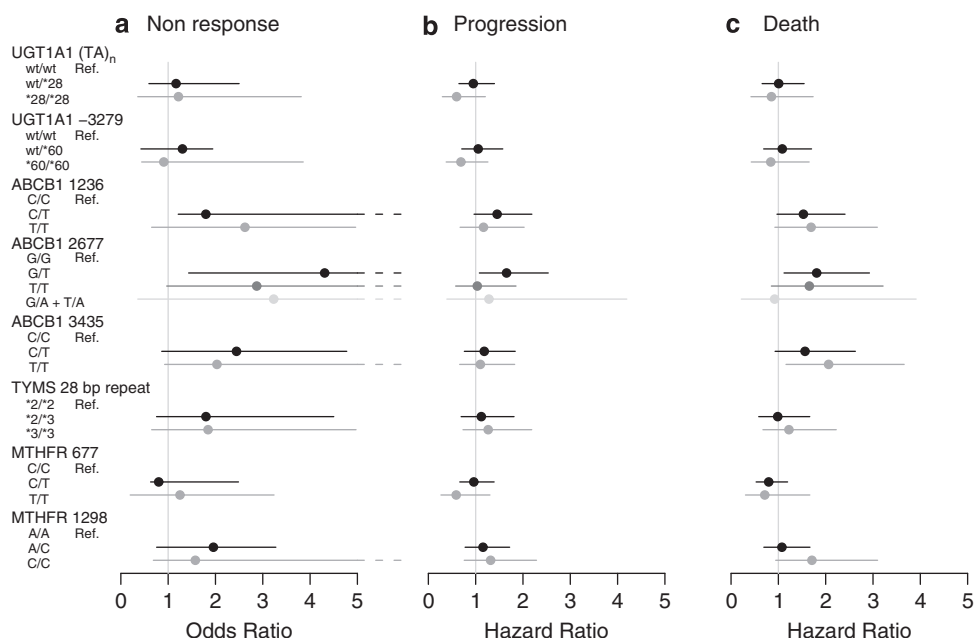 a Non response
b Progression
c Death
UGT1A1 (TA)n
wt/wt Ref.
wt/*28
*28/*28
UGT1A1 −3279
wt/wt Ref.
wt/*60
*60/*60
ABCB1 1236
C/C Ref.
C/T
T/T
ABCB1 2677
G/G Ref.
G/T
T/T
G/A + T/A
ABCB1 3435
C/C Ref.
C/T
T/T
TYMS 28 bp repeat
*2/*2 Ref.
*2/*3
*3/*3
MTHFR 677
C/C Ref.
C/T
T/T
MTHFR 1298
A/A Ref.
A/C
C/C
0 1 2 3 4 5
Odds Ratio
0 1 2 3 4 5
Hazard Ratio
0 1 2 3 4 5
Hazard Ratio